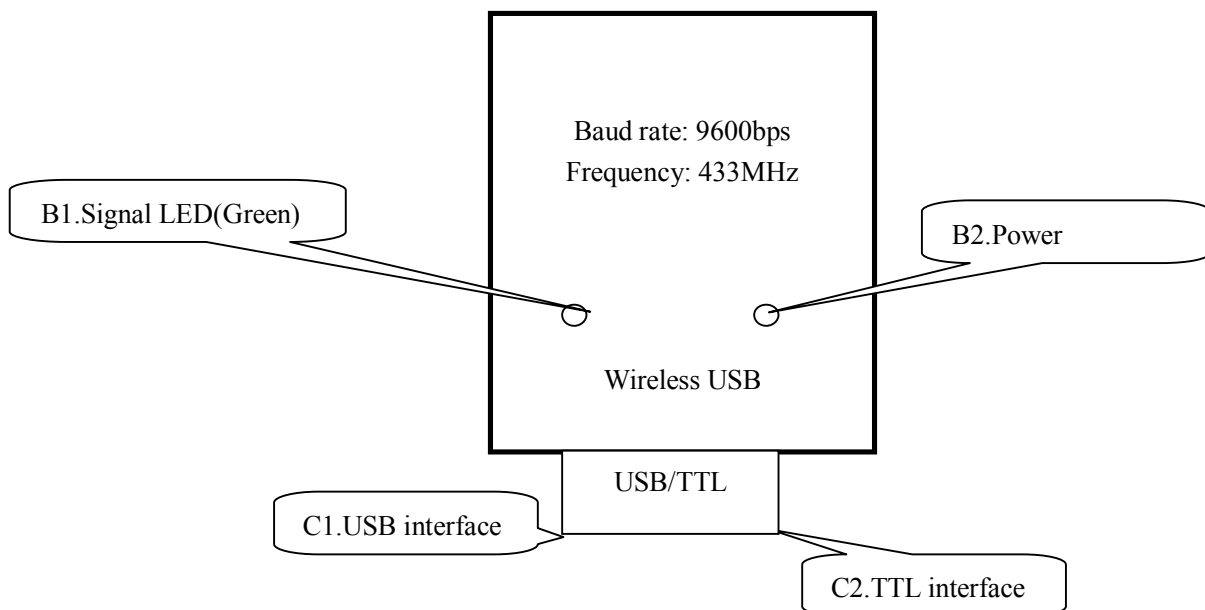 Baud rate: 9600bps
Frequency: 433MHz
B1.Signal LED(Green)
B2.Power
Wireless USB
USB/TTL
C1.USB interface
C2.TTL interface